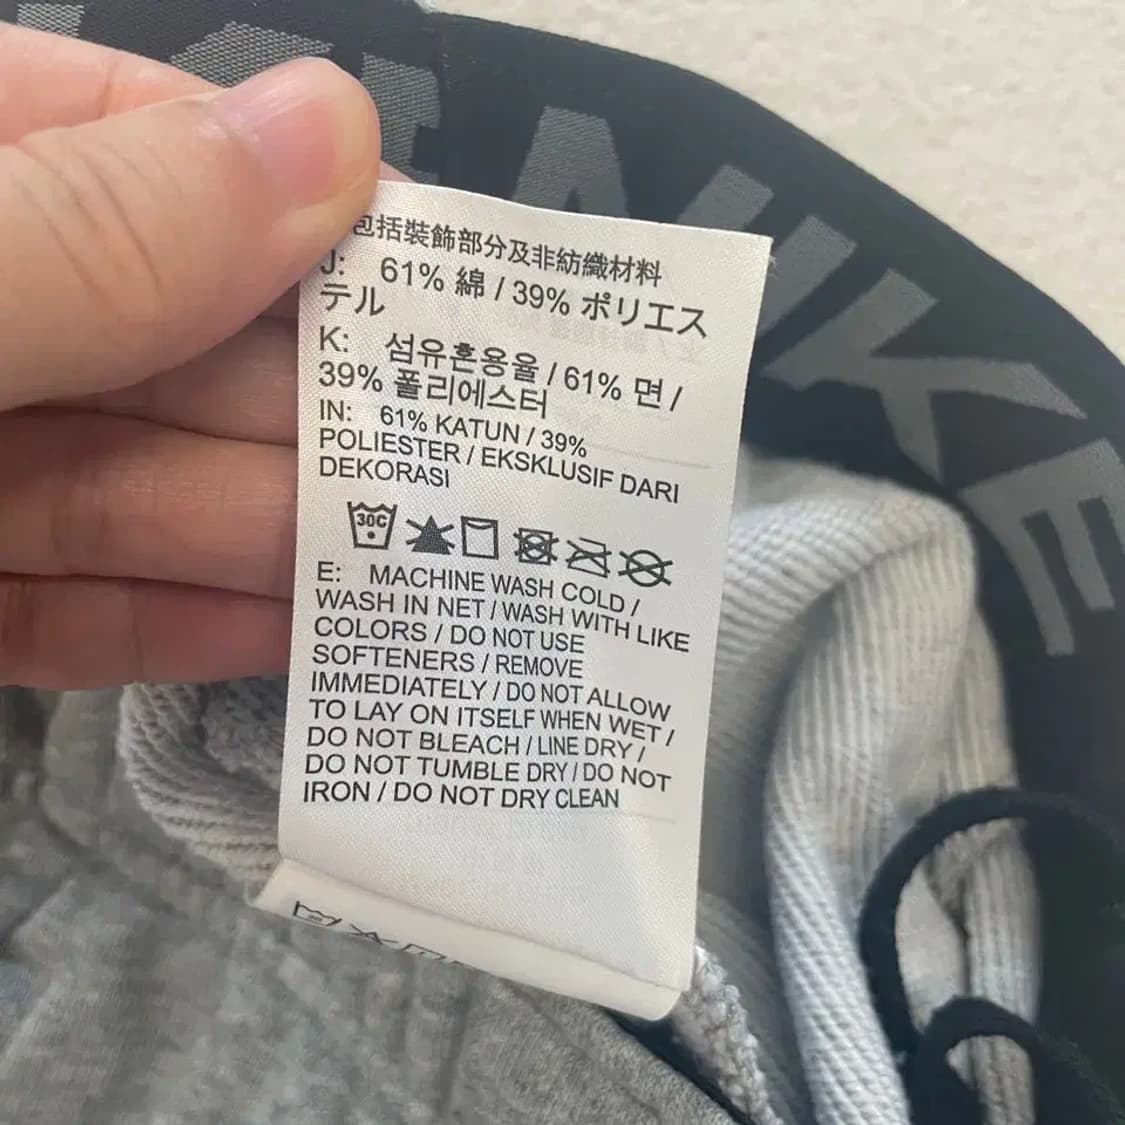 NIKE
包括裝飾部分及非紡織材料
J: 61% 綿 / 39% ポリエス
テル
K: 섬유혼용율 / 61% 면 /
39% 폴리에스터
IN: 61% KATUN / 39%
POLIESTER / EKSKLUSIF DARI
DEKORASI
30C
E: MACHINE WASH COLD /
WASH IN NET / WASH WITH LIKE
COLORS / DO NOT USE
SOFTENERS / REMOVE
IMMEDIATELY / DO NOT ALLOW
TO LAY ON ITSELF WHEN WET /
DO NOT BLEACH / LINE DRY /
DO NOT TUMBLE DRY / DO NOT
IRON / DO NOT DRY CLEAN